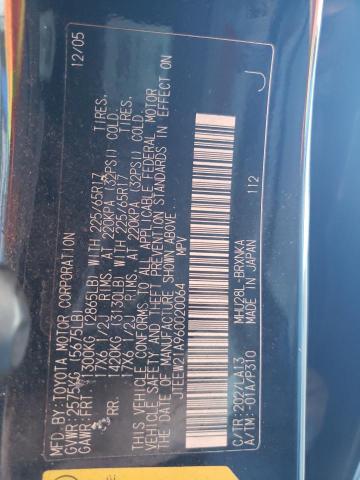 MFD.BY:TOYOTA MOTOR CORPORATION 12/05
GVWR:2575KG (5675LB)
GAWR:FRT. 1300KG( 2865LB) WITH 225/65R17 TIRES,
17X6 1/2J RIMS, AT 220KPA (32PSI) COLD.
RR. 1420KG( 3130LB) WITH 225/65R17 TIRES,
17X6 1/2J RIMS, AT 220KPA (32PSI) COLD.
THIS VEHICLE CONFORMS TO ALL APPLICABLE FEDERAL MOTOR
VEHICLE SAFETY AND THEFT PREVENTION STANDARDS IN EFFECT ON
THE DATE OF MANUFACTURE SHOWN ABOVE.
JTEEW21A960020064 MPV
C/TR:2Q2/LA13 MHU28L-BRXNKA
A/TM:-01A/P310 MADE IN JAPAN 112
J